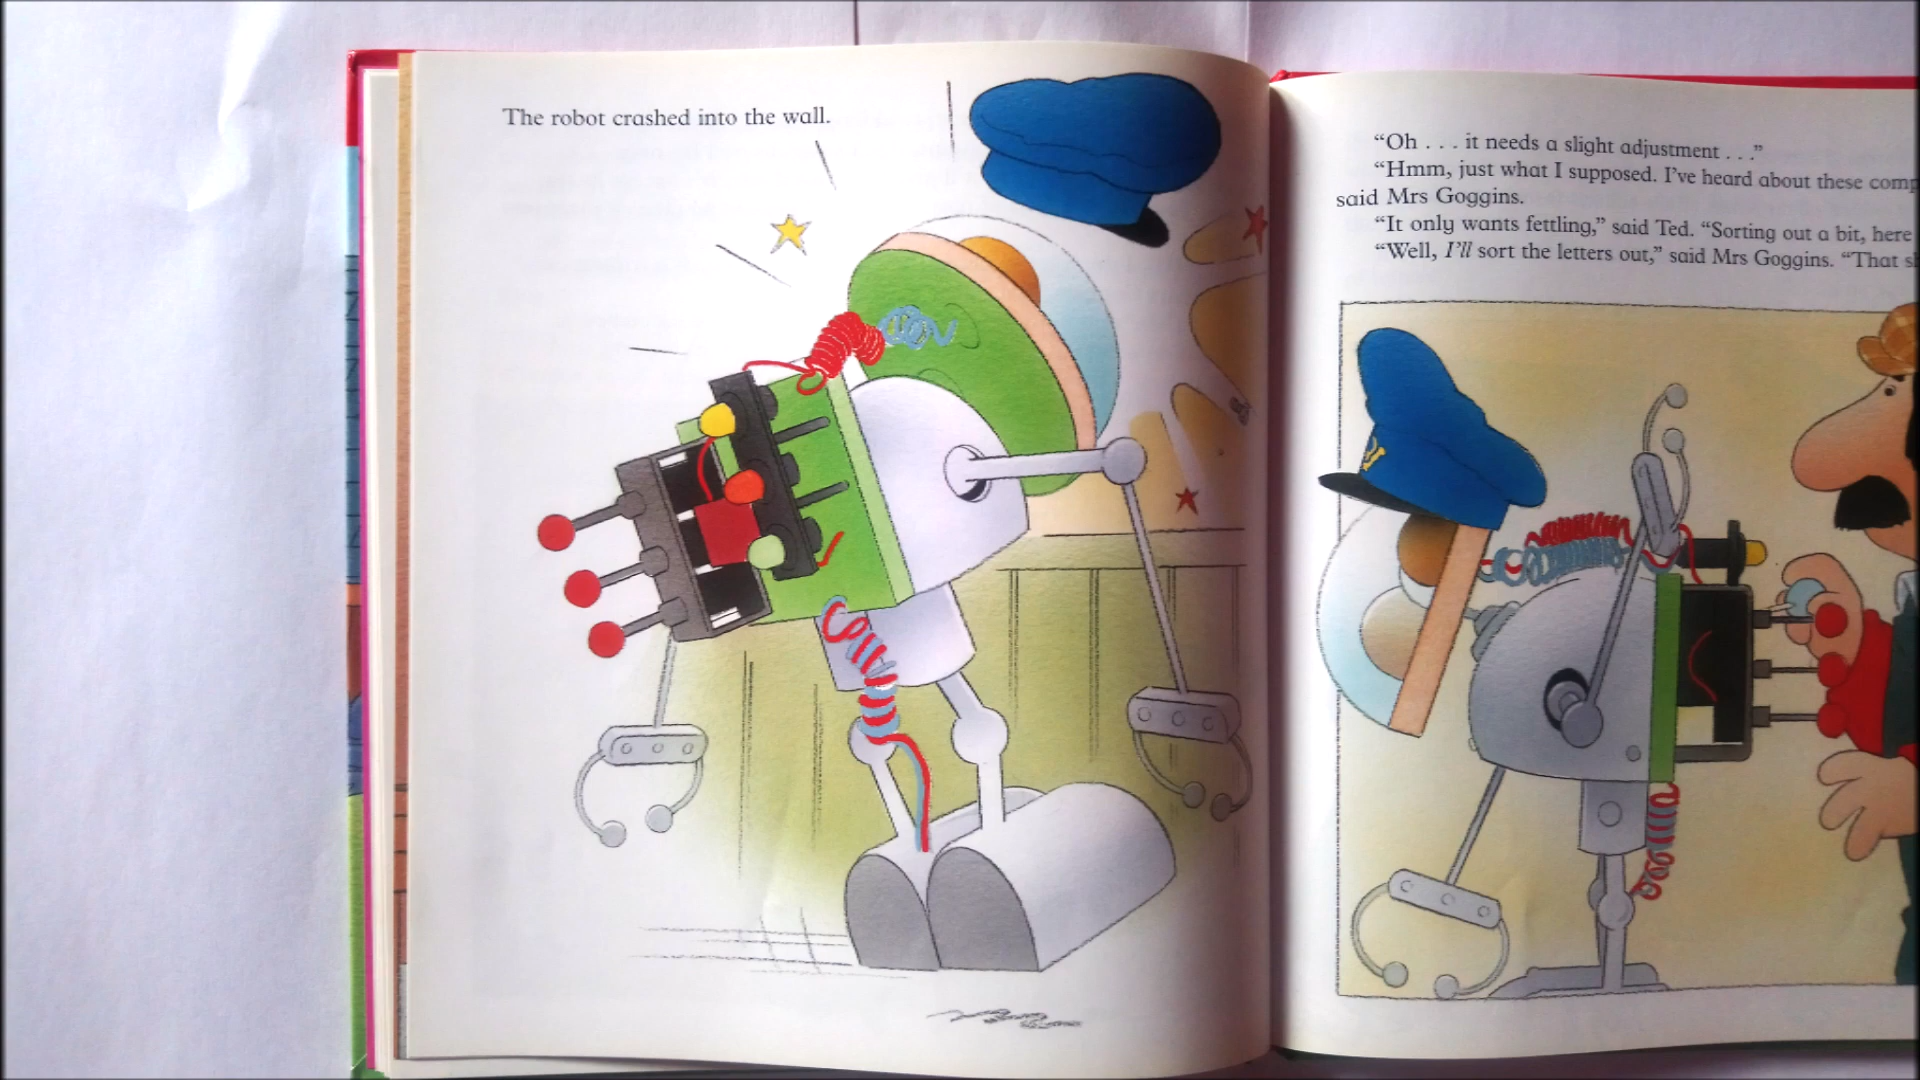 The robot crashed into the wall.
“Oh . . . it needs a slight adjustment . . .”
“Hmm, just what I supposed. I’ve heard about these
said Mrs Goggins.
“It only wants fettling,” said Ted. “Sorting out a bit, here
“Well, I’ll sort the letters out,” said Mrs Goggins. “That